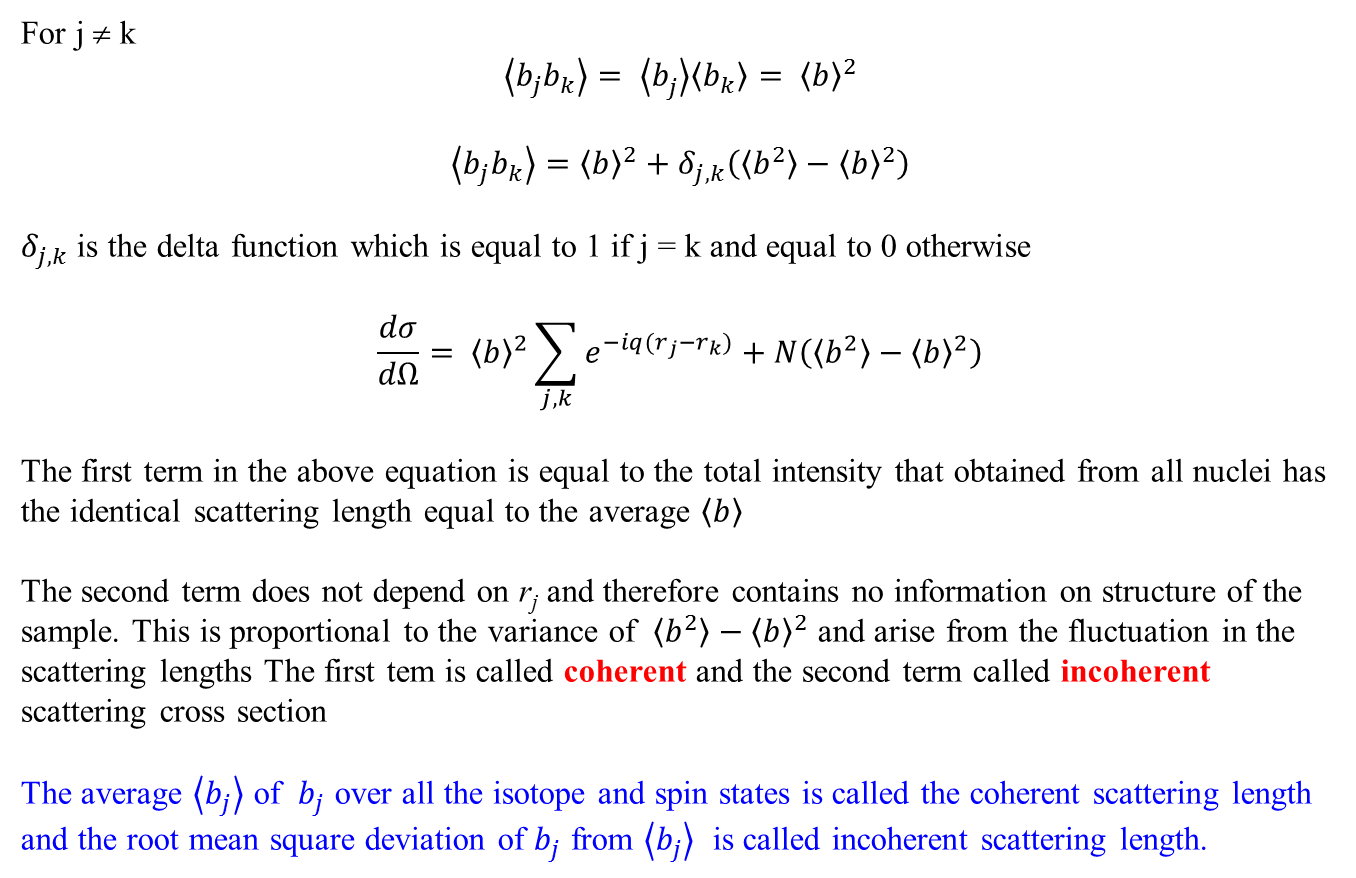 For j ≠ k
⟨b_j b_k⟩ = ⟨b_j⟩⟨b_k⟩ = ⟨b⟩²
⟨b_j b_k⟩ = ⟨b⟩² + δ_{j,k}(⟨b²⟩ − ⟨b⟩²)
δ_{j,k} is the delta function which is equal to 1 if j = k and equal to 0 otherwise
dσ/dΩ = ⟨b⟩² ∑_{j,k} e^{−iq(r_j−r_k)} + N(⟨b²⟩ − ⟨b⟩²)
The first term in the above equation is equal to the total intensity that obtained from all nuclei has
the identical scattering length equal to the average ⟨b⟩
The second term does not depend on r_j and therefore contains no information on structure of the
sample. This is proportional to the variance of ⟨b²⟩ − ⟨b⟩² and arise from the fluctuation in the
scattering lengths The first tem is called coherent and the second term called incoherent
scattering cross section
The average ⟨b_j⟩ of b_j over all the isotope and spin states is called the coherent scattering length
and the root mean square deviation of b_j from ⟨b_j⟩ is called incoherent scattering length.